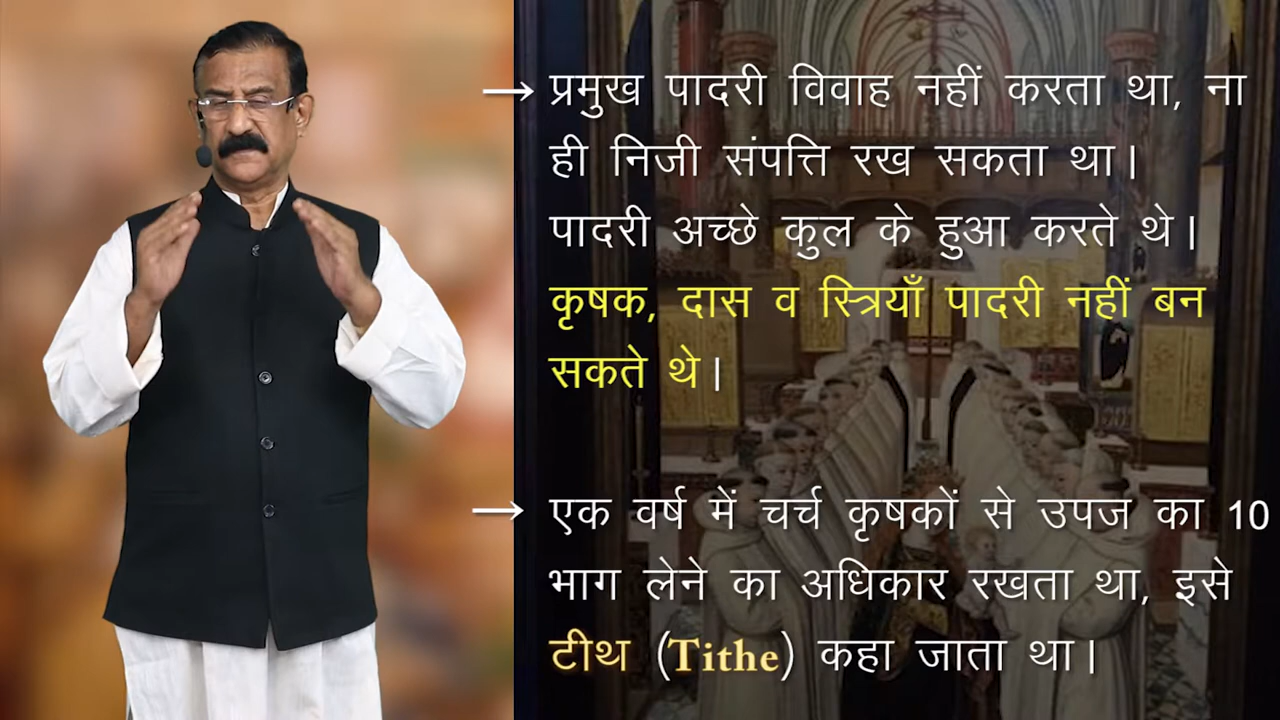 → प्रमुख पादरी विवाह नहीं करता था, ना
ही निजी संपत्ति रख सकता था।
पादरी अच्छे कुल के हुआ करते थे।
कृषक, दास व स्त्रियाँ पादरी नहीं बन
सकते थे।
→ एक वर्ष में चर्च कृषकों से उपज का 10
भाग लेने का अधिकार रखता था, इसे
टीथ (Tithe) कहा जाता था।